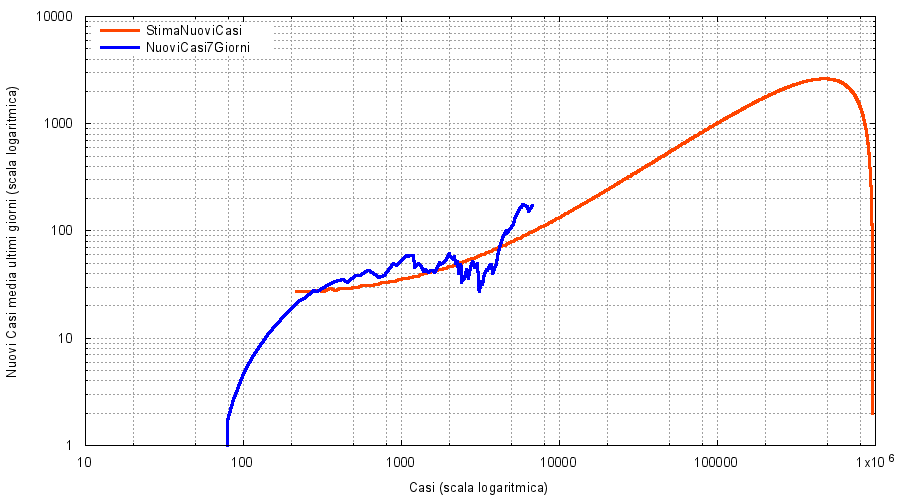 10000
StimaNuoviCasi
NuoviCasi7Giorni
1000
100
10
1
Nuovi Casi media ultimi giorni (scala logaritmica)
10 100 1000 10000 100000 1x10^6
Casi (scala logaritmica)